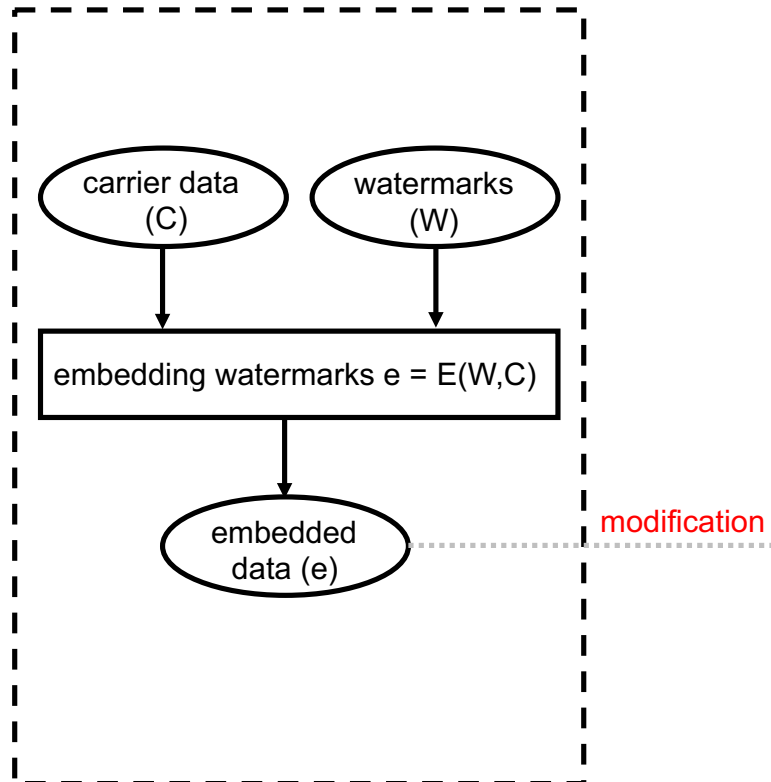 carrier data
(C)
watermarks
(W)
embedding watermarks e = E(W,C)
embedded
data (e)
modification